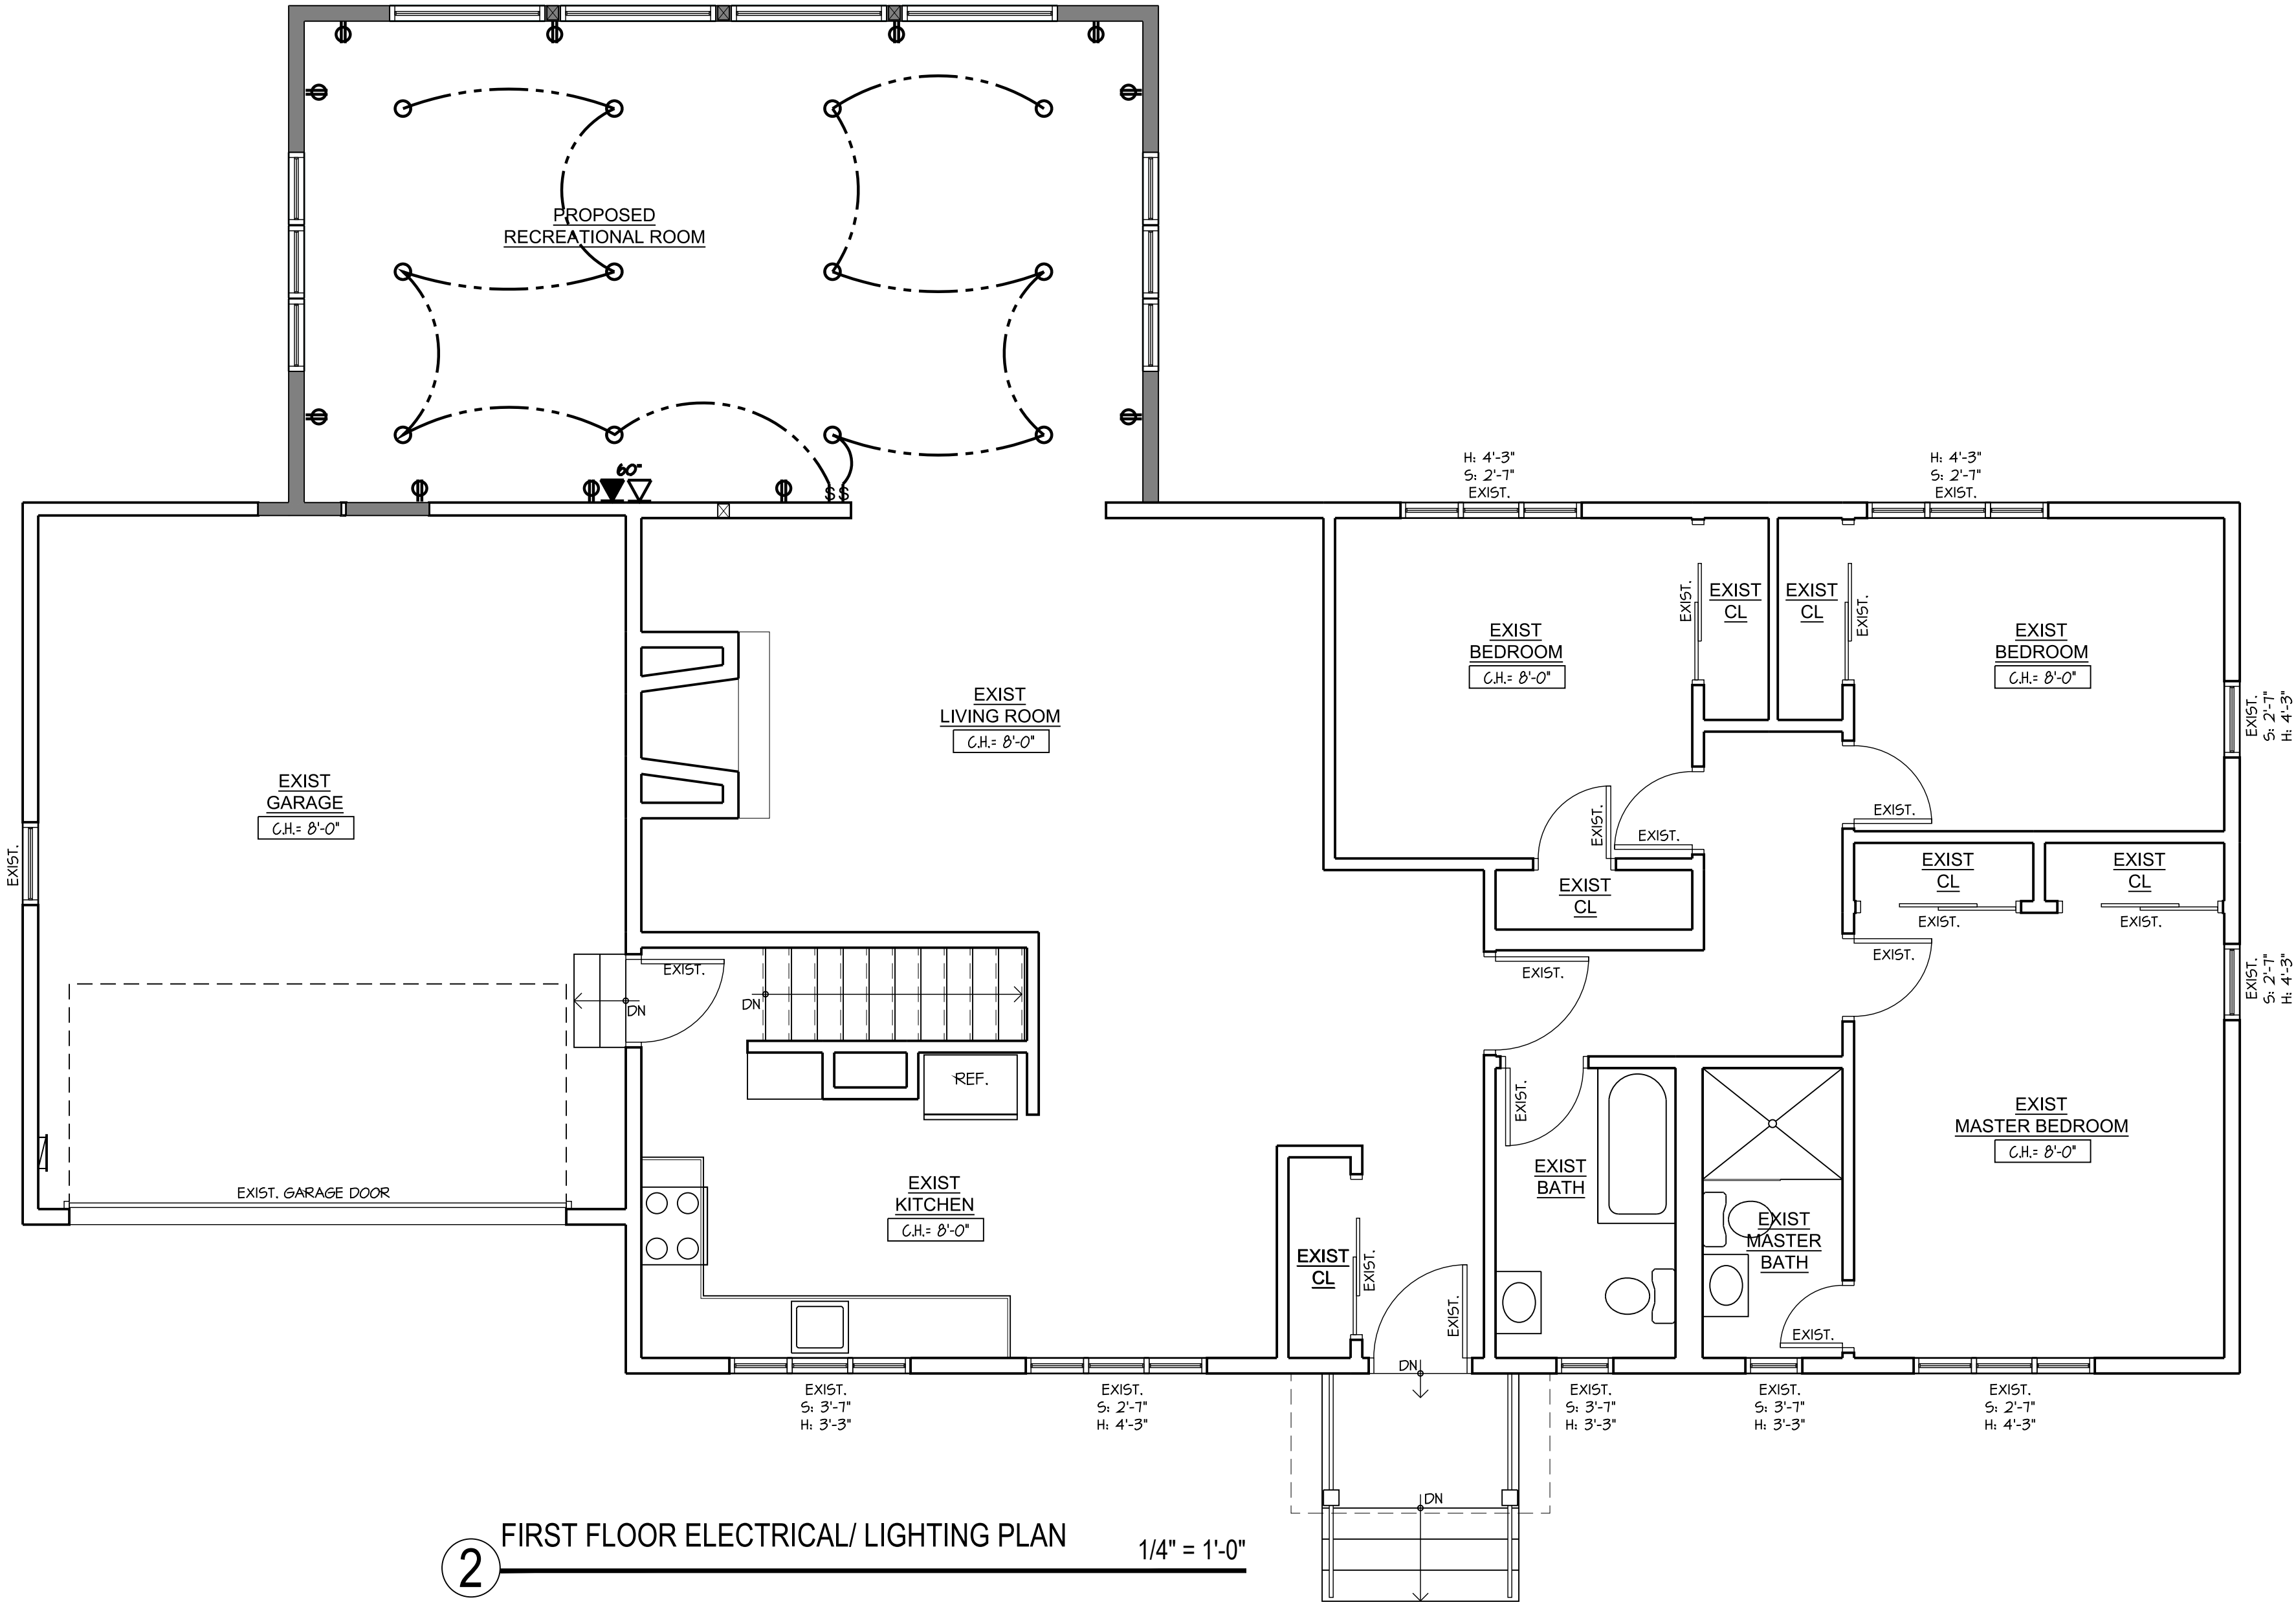 PROPOSED
RECREATIONAL ROOM
60"
S S
H: 4'-3"
S: 2'-7"
EXIST.
H: 4'-3"
S: 2'-7"
EXIST.
EXIST
BEDROOM
C.H.= 8'-0"
EXIST.
EXIST
CL
EXIST
CL
EXIST.
EXIST
BEDROOM
C.H.= 8'-0"
EXIST.
S: 2'-7"
H: 4'-3"
EXIST
LIVING ROOM
C.H.= 8'-0"
EXIST
GARAGE
C.H.= 8'-0"
EXIST.
EXIST.
EXIST.
EXIST.
EXIST
CL
EXIST
CL
EXIST.
EXIST
CL
EXIST.
EXIST.
EXIST.
EXIST.
S: 2'-7"
H: 4'-3"
EXIST.
DN
DN
REF.
EXIST.
EXIST
MASTER BEDROOM
C.H.= 8'-0"
EXIST
BATH
EXIST
MASTER
BATH
EXIST. GARAGE DOOR
EXIST
KITCHEN
C.H.= 8'-0"
EXIST
CL
EXIST.
EXIST.
EXIST.
DN
EXIST.
S: 3'-7"
H: 3'-3"
EXIST.
S: 2'-7"
H: 4'-3"
EXIST.
S: 3'-7"
H: 3'-3"
EXIST.
S: 3'-7"
H: 3'-3"
EXIST.
S: 2'-7"
H: 4'-3"
DN
2
FIRST FLOOR ELECTRICAL/ LIGHTING PLAN
1/4" = 1'-0"